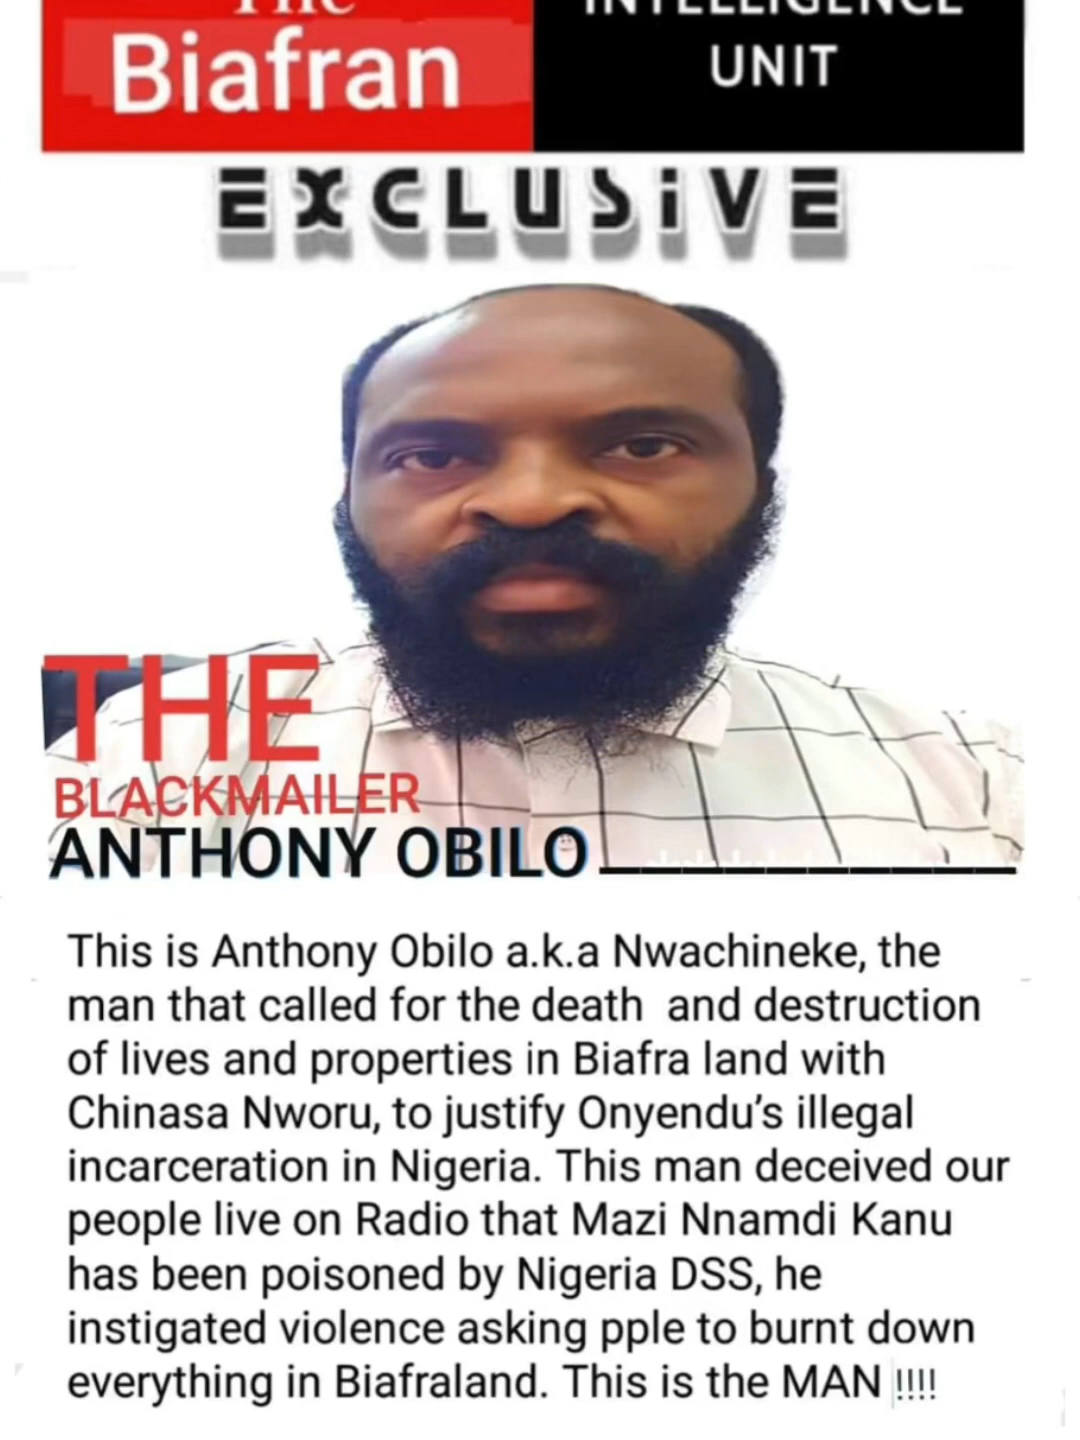 The
Biafran
INTELLIGENCE
UNIT
EXCLUSiVE
THE
BLACKMAILER
ANTHONY OBILO
This is Anthony Obilo a.k.a Nwachineke, the
man that called for the death and destruction
of lives and properties in Biafra land with
Chinasa Nworu, to justify Onyendu’s illegal
incarceration in Nigeria. This man deceived our
people live on Radio that Mazi Nnamdi Kanu
has been poisoned by Nigeria DSS, he
instigated violence asking pple to burnt down
everything in Biafraland. This is the MAN !!!!